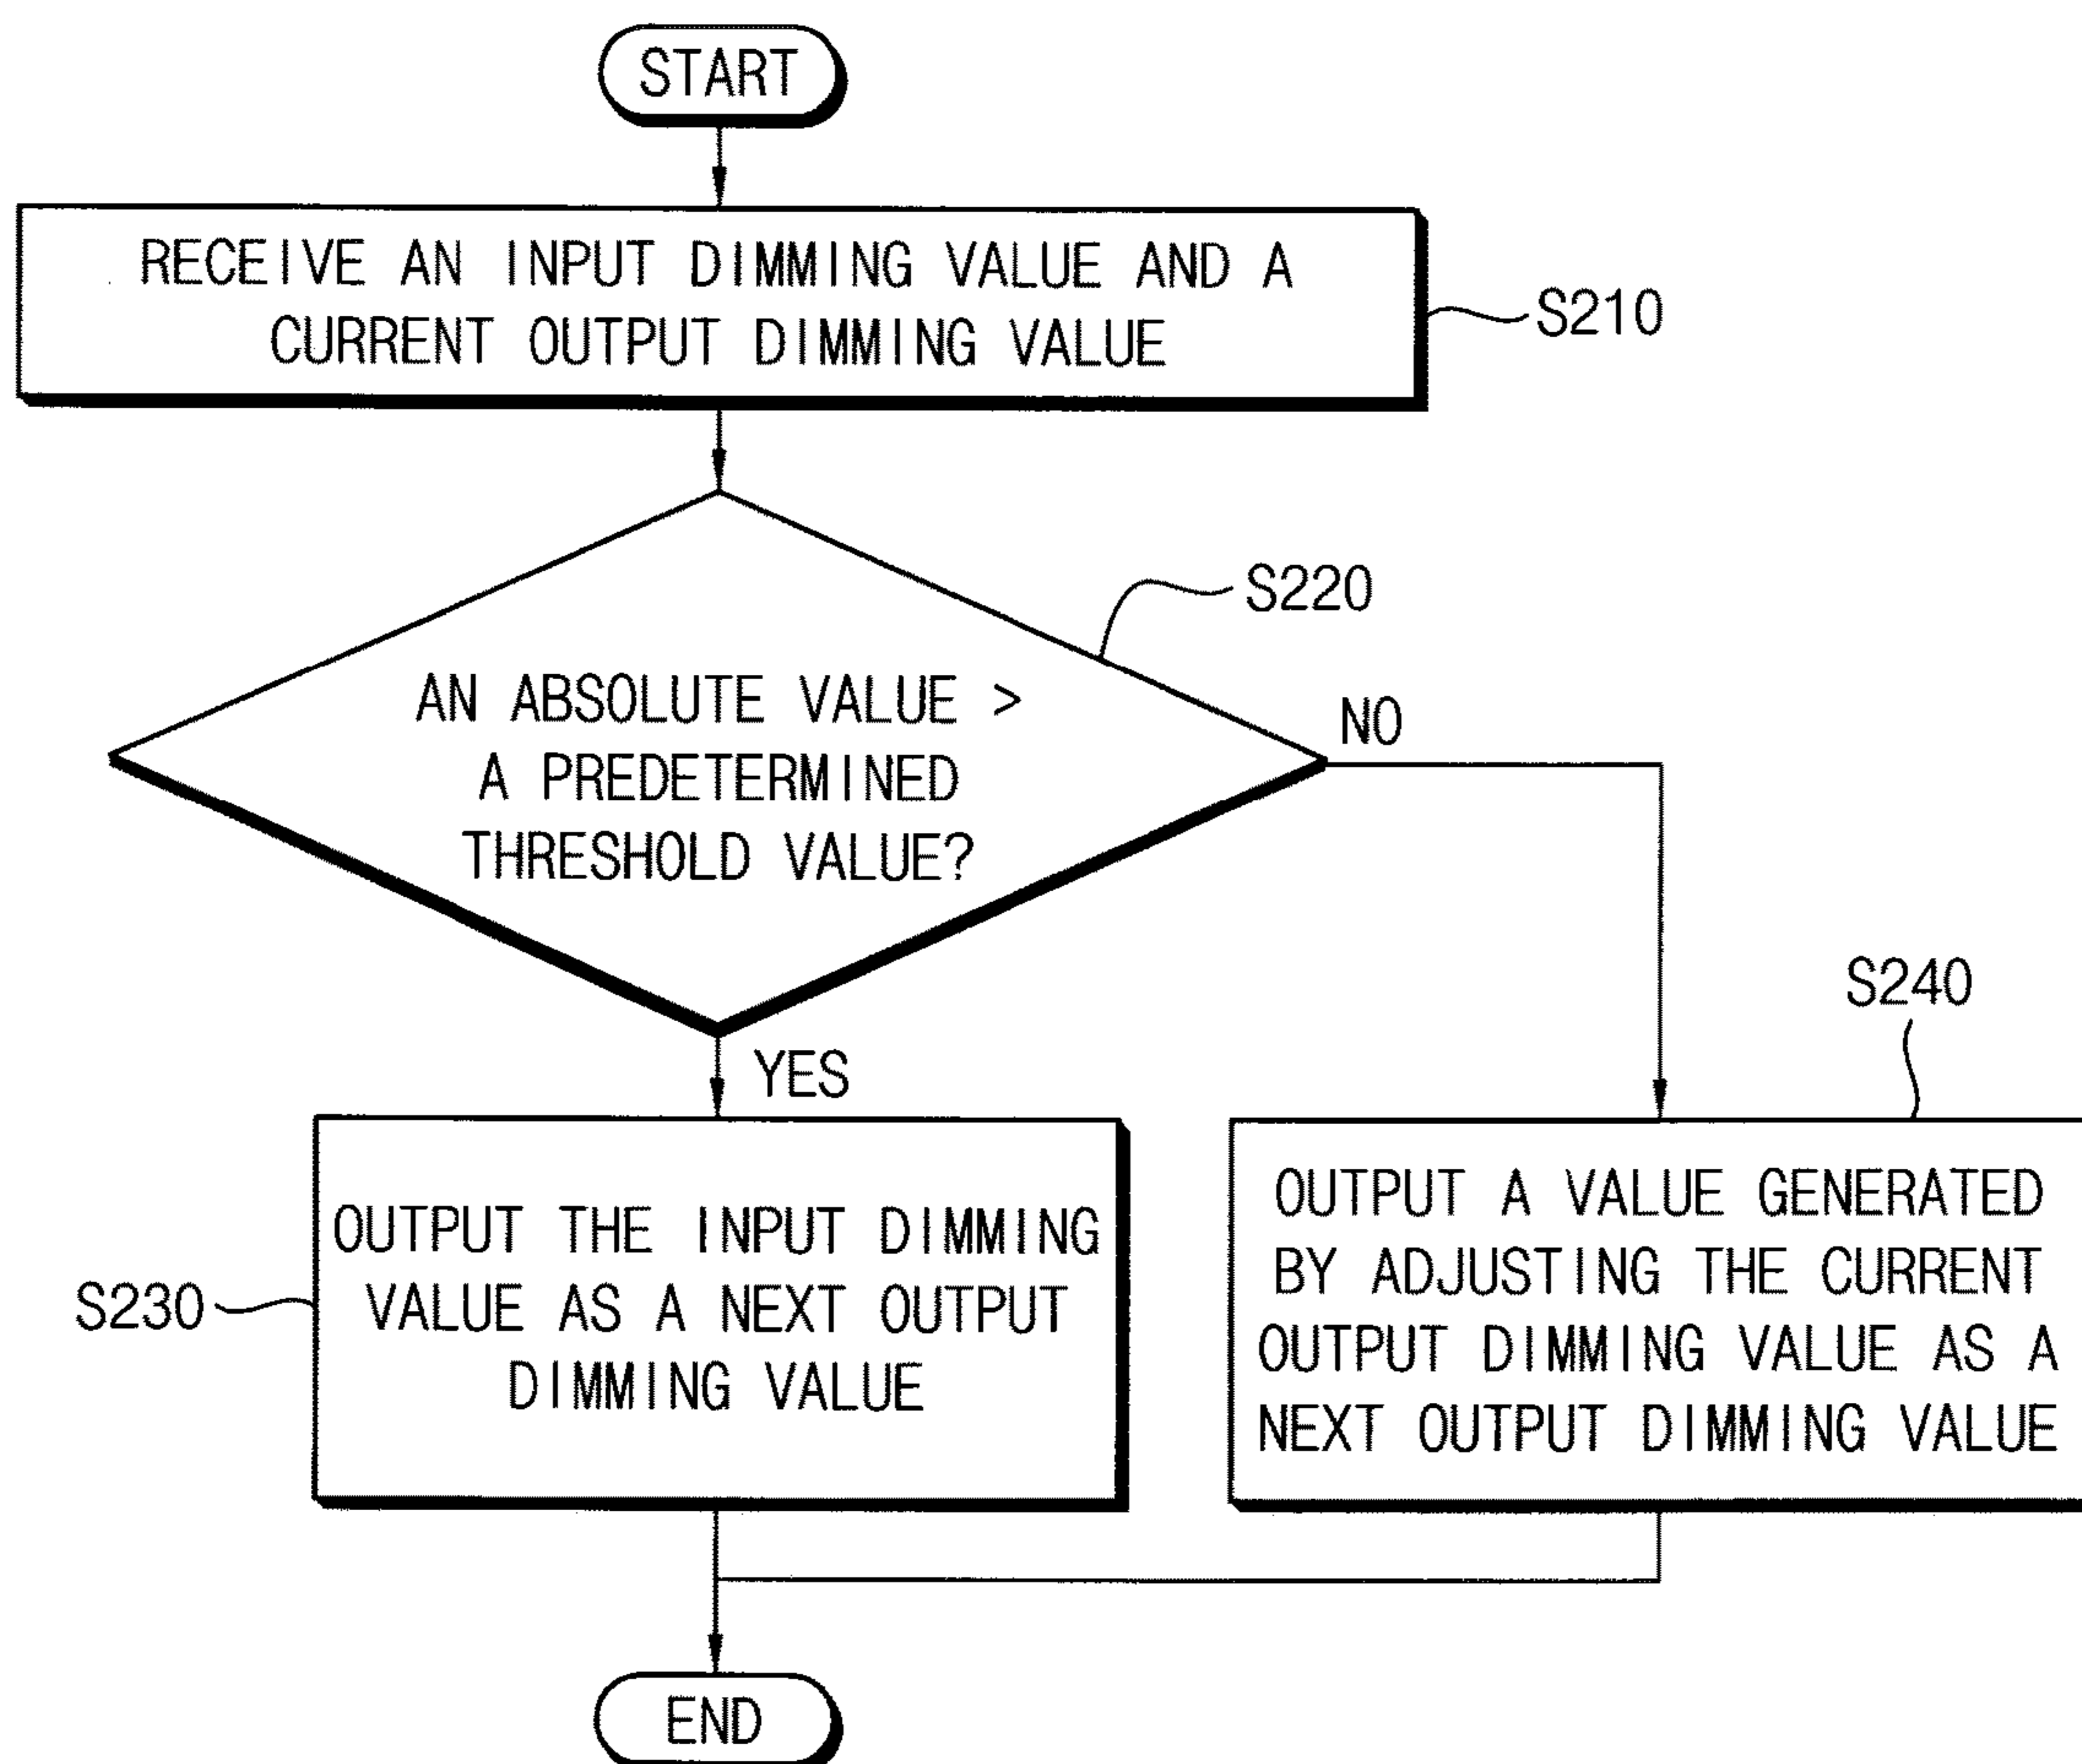 START
RECEIVE AN INPUT DIMMING VALUE AND A
CURRENT OUTPUT DIMMING VALUE
S210
S220
AN ABSOLUTE VALUE >
A PREDETERMINED
THRESHOLD VALUE?
NO
YES
S240
S230
OUTPUT THE INPUT DIMMING
VALUE AS A NEXT OUTPUT
DIMMING VALUE
OUTPUT A VALUE GENERATED
BY ADJUSTING THE CURRENT
OUTPUT DIMMING VALUE AS A
NEXT OUTPUT DIMMING VALUE
END